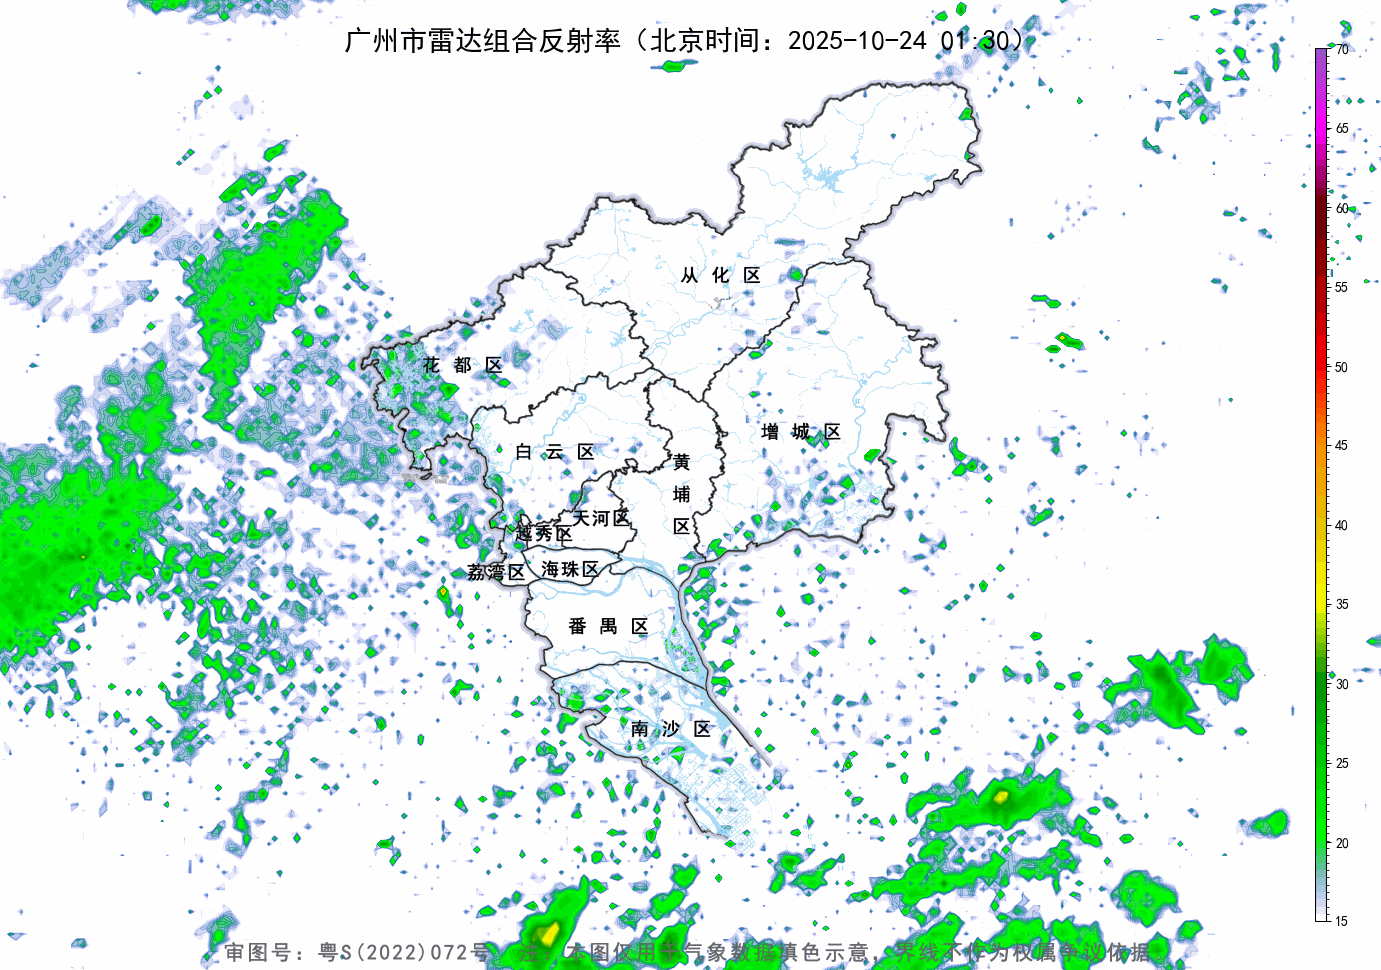 广州市雷达组合反射率（北京时间：2025-10-24 01:30）
70
65
60
55
50
45
40
35
30
25
20
15
从化区
花都区
增城区
白云区
黄埔区
天河区
越秀区
荔湾区
海珠区
番禺区
南沙区
审图号：粤S(2022)072号 注：本图仅用于气象数据填色示意，界线不作为权属争议依据。